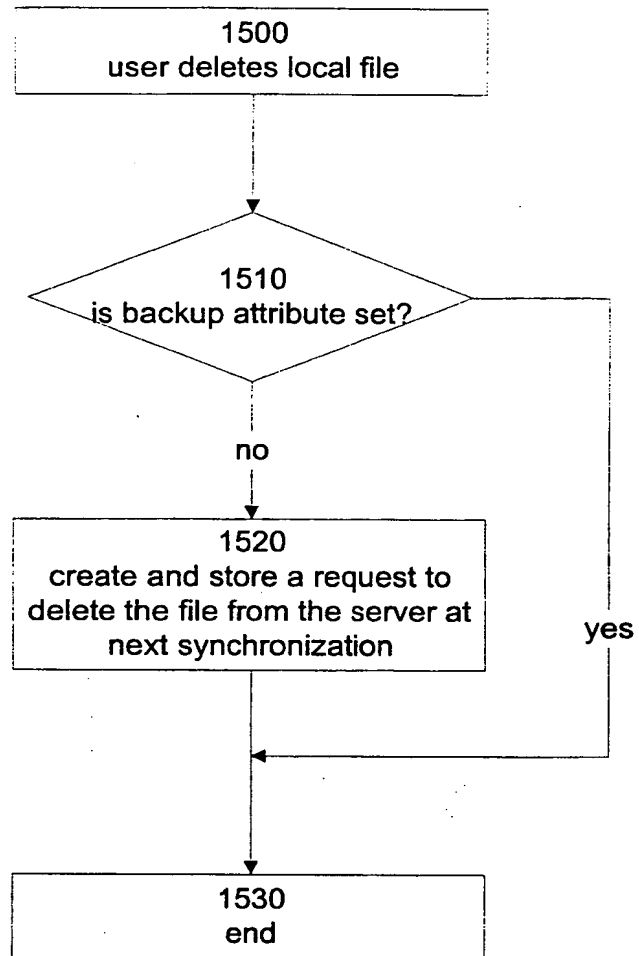 1500
user deletes local file
1510
is backup attribute set?
no
1520
create and store a request to
delete the file from the server at
next synchronization
yes
1530
end